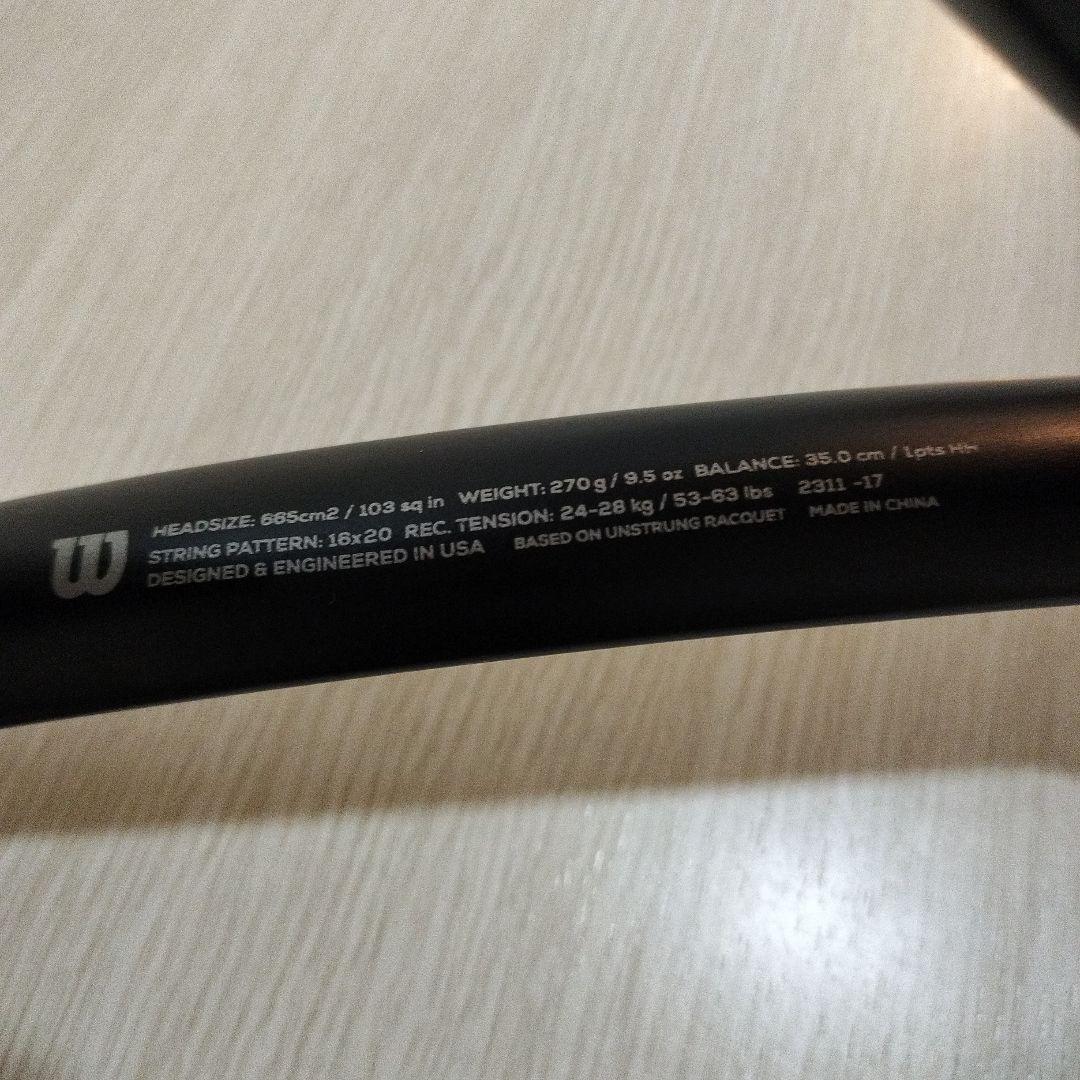 HEADSIZE: 665cm2 / 103 sq in WEIGHT: 270g / 9.5 oz BALANCE: 35.0 cm / 1pts HH
STRING PATTERN: 16x20 REC. TENSION: 24-28 kg / 53-63 lbs 2311 -17
DESIGNED & ENGINEERED IN USA BASED ON UNSTRUNG RACQUET MADE IN CHINA